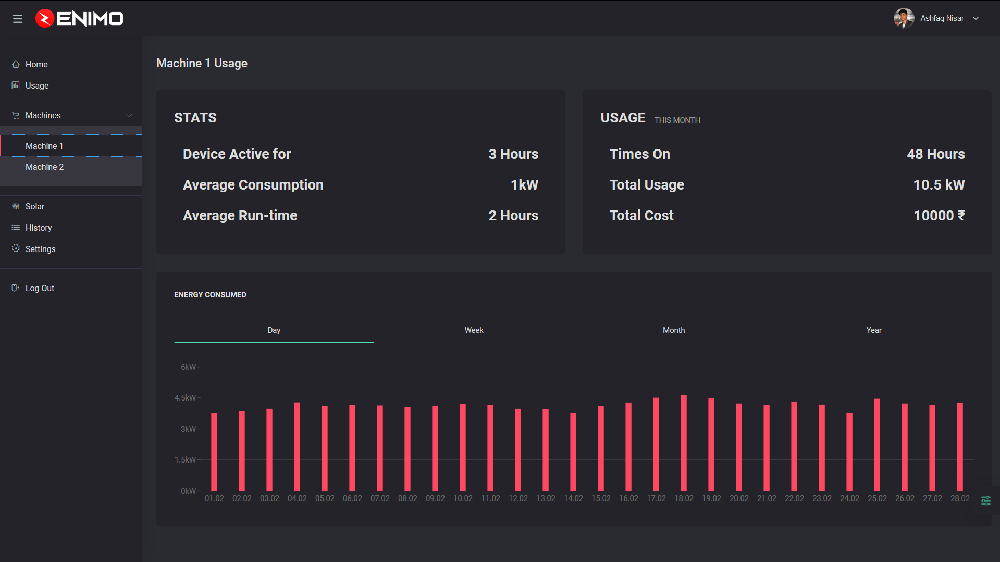 ENIMO
Ashfaq Nisar
Home
Usage
Machines
Machine 1
Machine 2
Solar
History
Settings
Log Out
Machine 1 Usage
STATS
Device Active for 3 Hours
Average Consumption 1kW
Average Run-time 2 Hours
USAGE THIS MONTH
Times On 48 Hours
Total Usage 10.5 kW
Total Cost 10000 ₹
ENERGY CONSUMED
Day Week Month Year
6kW
4.5kW
3kW
1.5kW
0kW
01.02 02.02 03.02 04.02 05.02 06.02 07.02 08.02 09.02 10.02 11.02 12.02 13.02 14.02 15.02 16.02 17.02 18.02 19.02 20.02 21.02 22.02 23.02 24.02 25.02 26.02 27.02 28.02